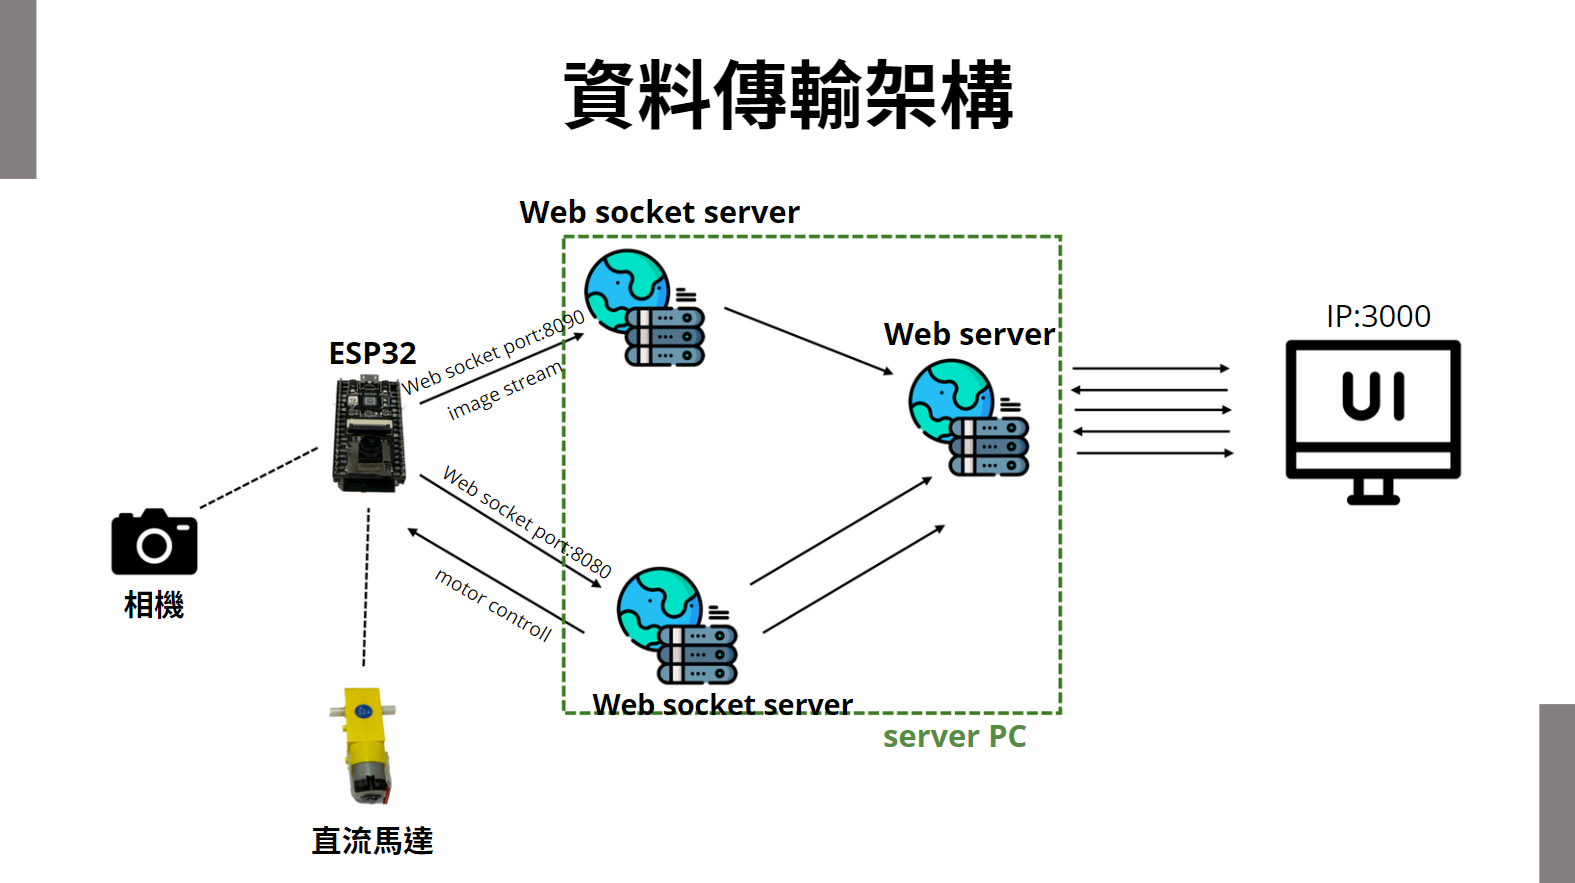 資料傳輸架構
Web socket server
IP:3000
Web server
ESP32
Web socket port:8090
image stream
UI
Web socket port:8080
motor controll
相機
Web socket server
server PC
直流馬達